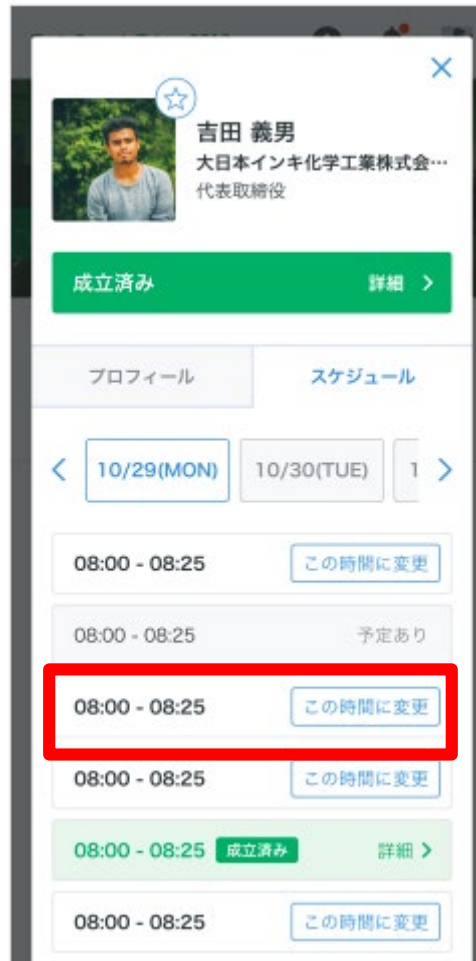 吉田 義男
大日本インキ化学工業株式会…
代表取締役
成立済み 詳細
プロフィール スケジュール
10/29(MON) 10/30(TUE) 1
08:00 - 08:25 この時間に変更
08:00 - 08:25 予定あり
08:00 - 08:25 この時間に変更
08:00 - 08:25 この時間に変更
08:00 - 08:25 成立済み 詳細
08:00 - 08:25 この時間に変更